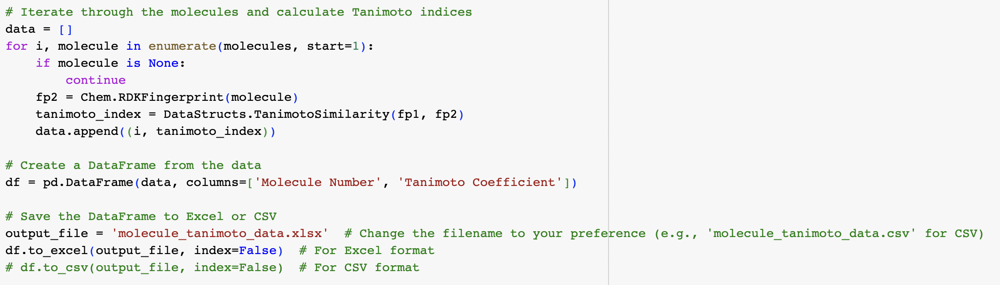 # Iterate through the molecules and calculate Tanimoto indices
data = []
for i, molecule in enumerate(molecules, start=1):
    if molecule is None:
        continue
    fp2 = Chem.RDKFingerprint(molecule)
    tanimoto_index = DataStructs.TanimotoSimilarity(fp1, fp2)
    data.append((i, tanimoto_index))

# Create a DataFrame from the data
df = pd.DataFrame(data, columns=['Molecule Number', 'Tanimoto Coefficient'])

# Save the DataFrame to Excel or CSV
output_file = 'molecule_tanimoto_data.xlsx'  # Change the filename to your preference (e.g., 'molecule_tanimoto_data.csv' for CSV)
df.to_excel(output_file, index=False)  # For Excel format
# df.to_csv(output_file, index=False)  # For CSV format